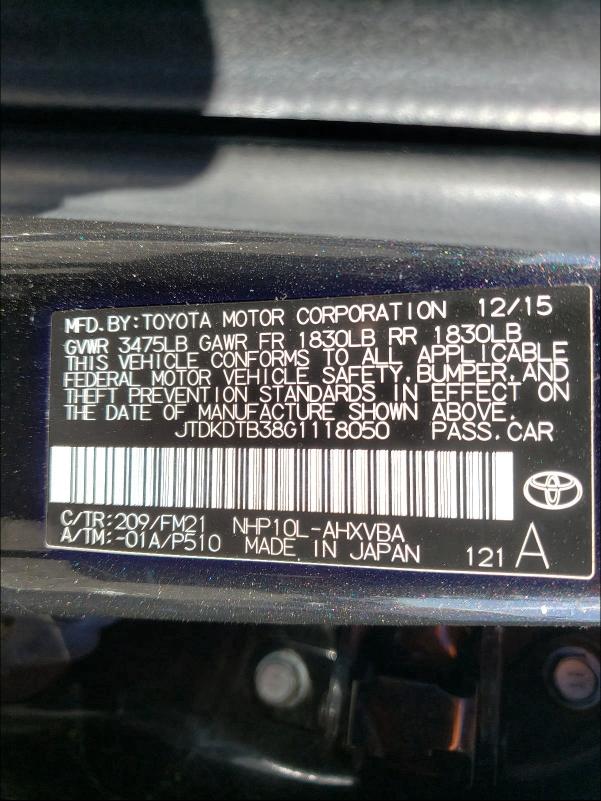 MFD. BY: TOYOTA MOTOR CORPORATION 12/15
GVWR 3475LB GAWR FR 1830LB RR 1830LB
THIS VEHICLE CONFORMS TO ALL APPLICABLE
FEDERAL MOTOR VEHICLE SAFETY, BUMPER, AND
THEFT PREVENTION STANDARDS IN EFFECT ON
THE DATE OF MANUFACTURE SHOWN ABOVE.
JTDKDTB38G1118050 PASS. CAR
C/TR: 209/FM21 NHP10L-AHXVBA
A/TM: -01A/P510 MADE IN JAPAN 121 A